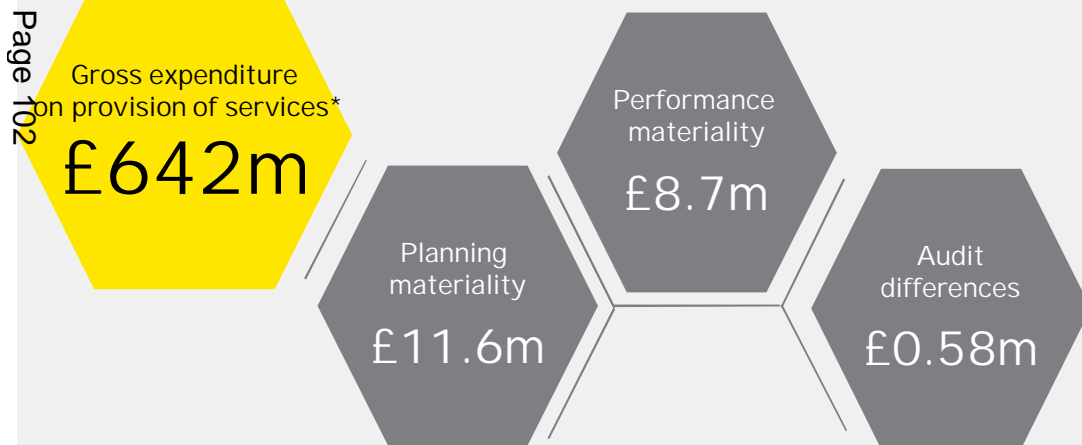 Page 102
Gross expenditure
on provision of services*
£642m
Planning
materiality
£11.6m
Performance
materiality
£8.7m
Audit
differences
£0.58m